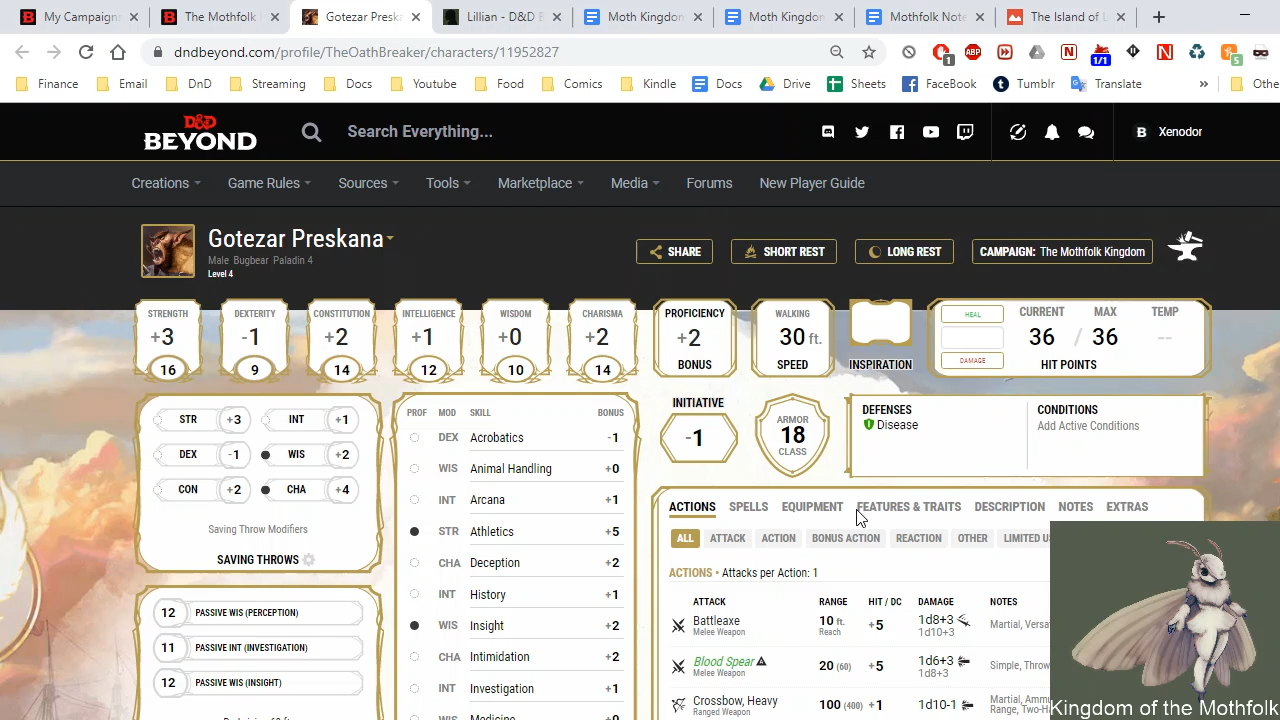 My Campaign
The Mothfolk
Gotezar Preska
Lillian - D&D B
Moth Kingdom
Moth Kingdom
Mothfolk Note
The Island of L
dndbeyond.com/profile/TheOathBreaker/characters/11952827
1
ABP
N
1/1
N
5
Finance
Email
DnD
Streaming
Docs
Youtube
Food
Comics
Kindle
Docs
Drive
Sheets
FaceBook
Tumblr
Translate
»
Othe
D&D
BEYOND
Search Everything...
B Xenodor
Creations
Game Rules
Sources
Tools
Marketplace
Media
Forums
New Player Guide
Gotezar Preskana
Male Bugbear Paladin 4
Level 4
SHARE
SHORT REST
LONG REST
CAMPAIGN: The Mothfolk Kingdom
STRENGTH
+3
16
DEXTERITY
-1
9
CONSTITUTION
+2
14
INTELLIGENCE
+1
12
WISDOM
+0
10
CHARISMA
+2
14
PROFICIENCY
+2
BONUS
WALKING
30 ft.
SPEED
INSPIRATION
HEAL
DAMAGE
CURRENT MAX TEMP
36 / 36 --
HIT POINTS
STR +3
INT +1
DEX -1
WIS +2
CON +2
CHA +4
Saving Throw Modifiers
SAVING THROWS
12 PASSIVE WIS (PERCEPTION)
11 PASSIVE INT (INVESTIGATION)
12 PASSIVE WIS (INSIGHT)
PROF MOD SKILL BONUS
DEX Acrobatics -1
WIS Animal Handling +0
INT Arcana +1
STR Athletics +5
CHA Deception +2
INT History +1
WIS Insight +2
CHA Intimidation +2
INT Investigation +1
WIS Medicine +0
INITIATIVE
-1
ARMOR
18
CLASS
DEFENSES
Disease
CONDITIONS
Add Active Conditions
ACTIONS
SPELLS
EQUIPMENT
FEATURES & TRAITS
DESCRIPTION
NOTES
EXTRAS
ALL
ATTACK
ACTION
BONUS ACTION
REACTION
OTHER
LIMITED U
ACTIONS • Attacks per Action: 1
ATTACK RANGE HIT / DC DAMAGE NOTES
Battleaxe 10 ft. +5 1d8+3 Martial, Versa
Melee Weapon Reach 1d10+3
Blood Spear 20 (60) +5 1d6+3 Simple, Throw
Melee Weapon 1d8+3
Crossbow, Heavy 100 (400) +1 1d10-1 Martial, Ammu
Ranged Weapon Range, Two-Ha
Kingdom of the Mothfolk